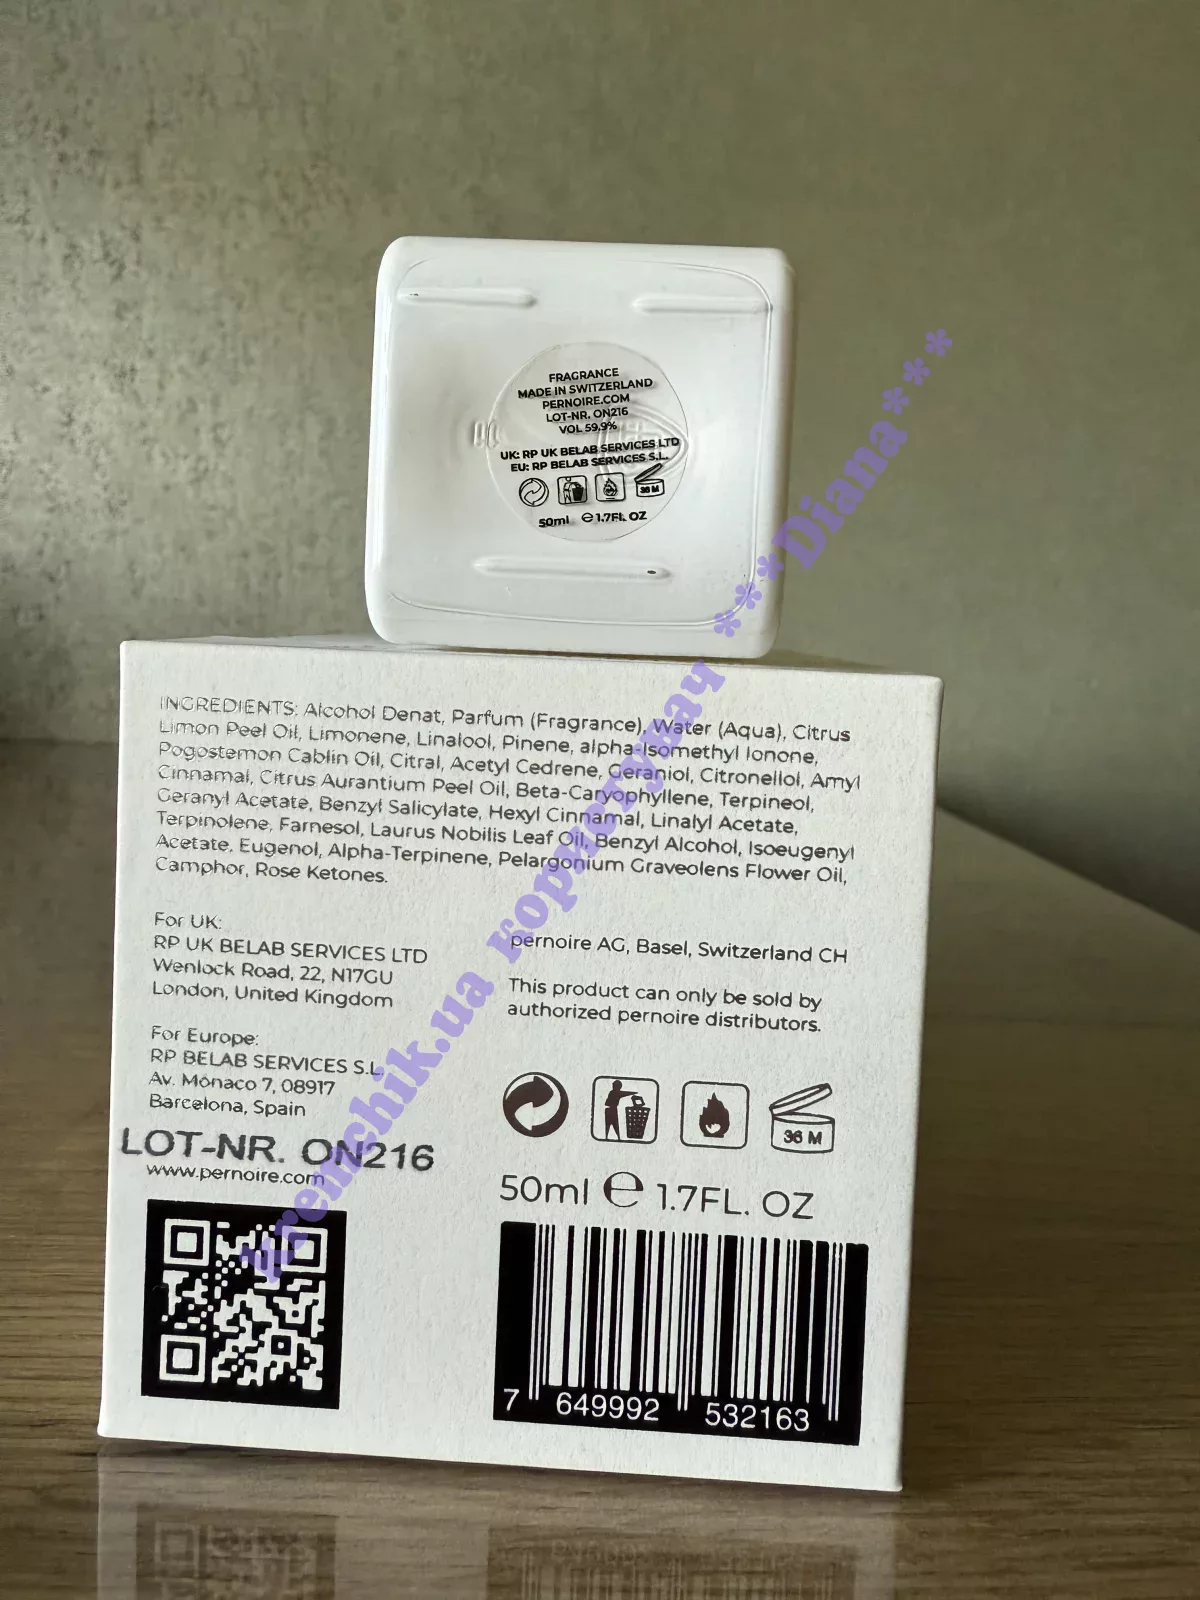 FRAGRANCE
MADE IN SWITZERLAND
PERNOIRE.COM
LOT-NR. ON216
VOL 59.9%
UK: RP UK BELAB SERVICES LTD
EU: RP BELAB SERVICES S.L.
36 M
50ml e 1.7FL. OZ
INGREDIENTS: Alcohol Denat, Parfum (Fragrance), Water (Aqua), Citrus
Limon Peel Oil, Limonene, Linalool, Pinene, alpha-Isomethyl Ionone,
Pogostemon Cablin Oil, Citral, Acetyl Cedrene, Geraniol, Citronellol, Amyl
Cinnamal, Citrus Aurantium Peel Oil, Beta-Caryophyllene, Terpineol,
Geranyl Acetate, Benzyl Salicylate, Hexyl Cinnamal, Linalyl Acetate,
Terpinolene, Farnesol, Laurus Nobilis Leaf Oil, Benzyl Alcohol, Isoeugenyl
Acetate, Eugenol, Alpha-Terpinene, Pelargonium Graveolens Flower Oil,
Camphor, Rose Ketones.
For UK:
RP UK BELAB SERVICES LTD
Wenlock Road, 22, N17GU
London, United Kingdom
For Europe:
RP BELAB SERVICES S.L.
Av. Mónaco 7, 08917
Barcelona, Spain
LOT-NR. ON216
www.pernoire.com
pernoire AG, Basel, Switzerland CH
This product can only be sold by
authorized pernoire distributors.
36 M
50ml e 1.7FL. OZ
7 649992 532163
kremchik.ua користувач ***Diana***